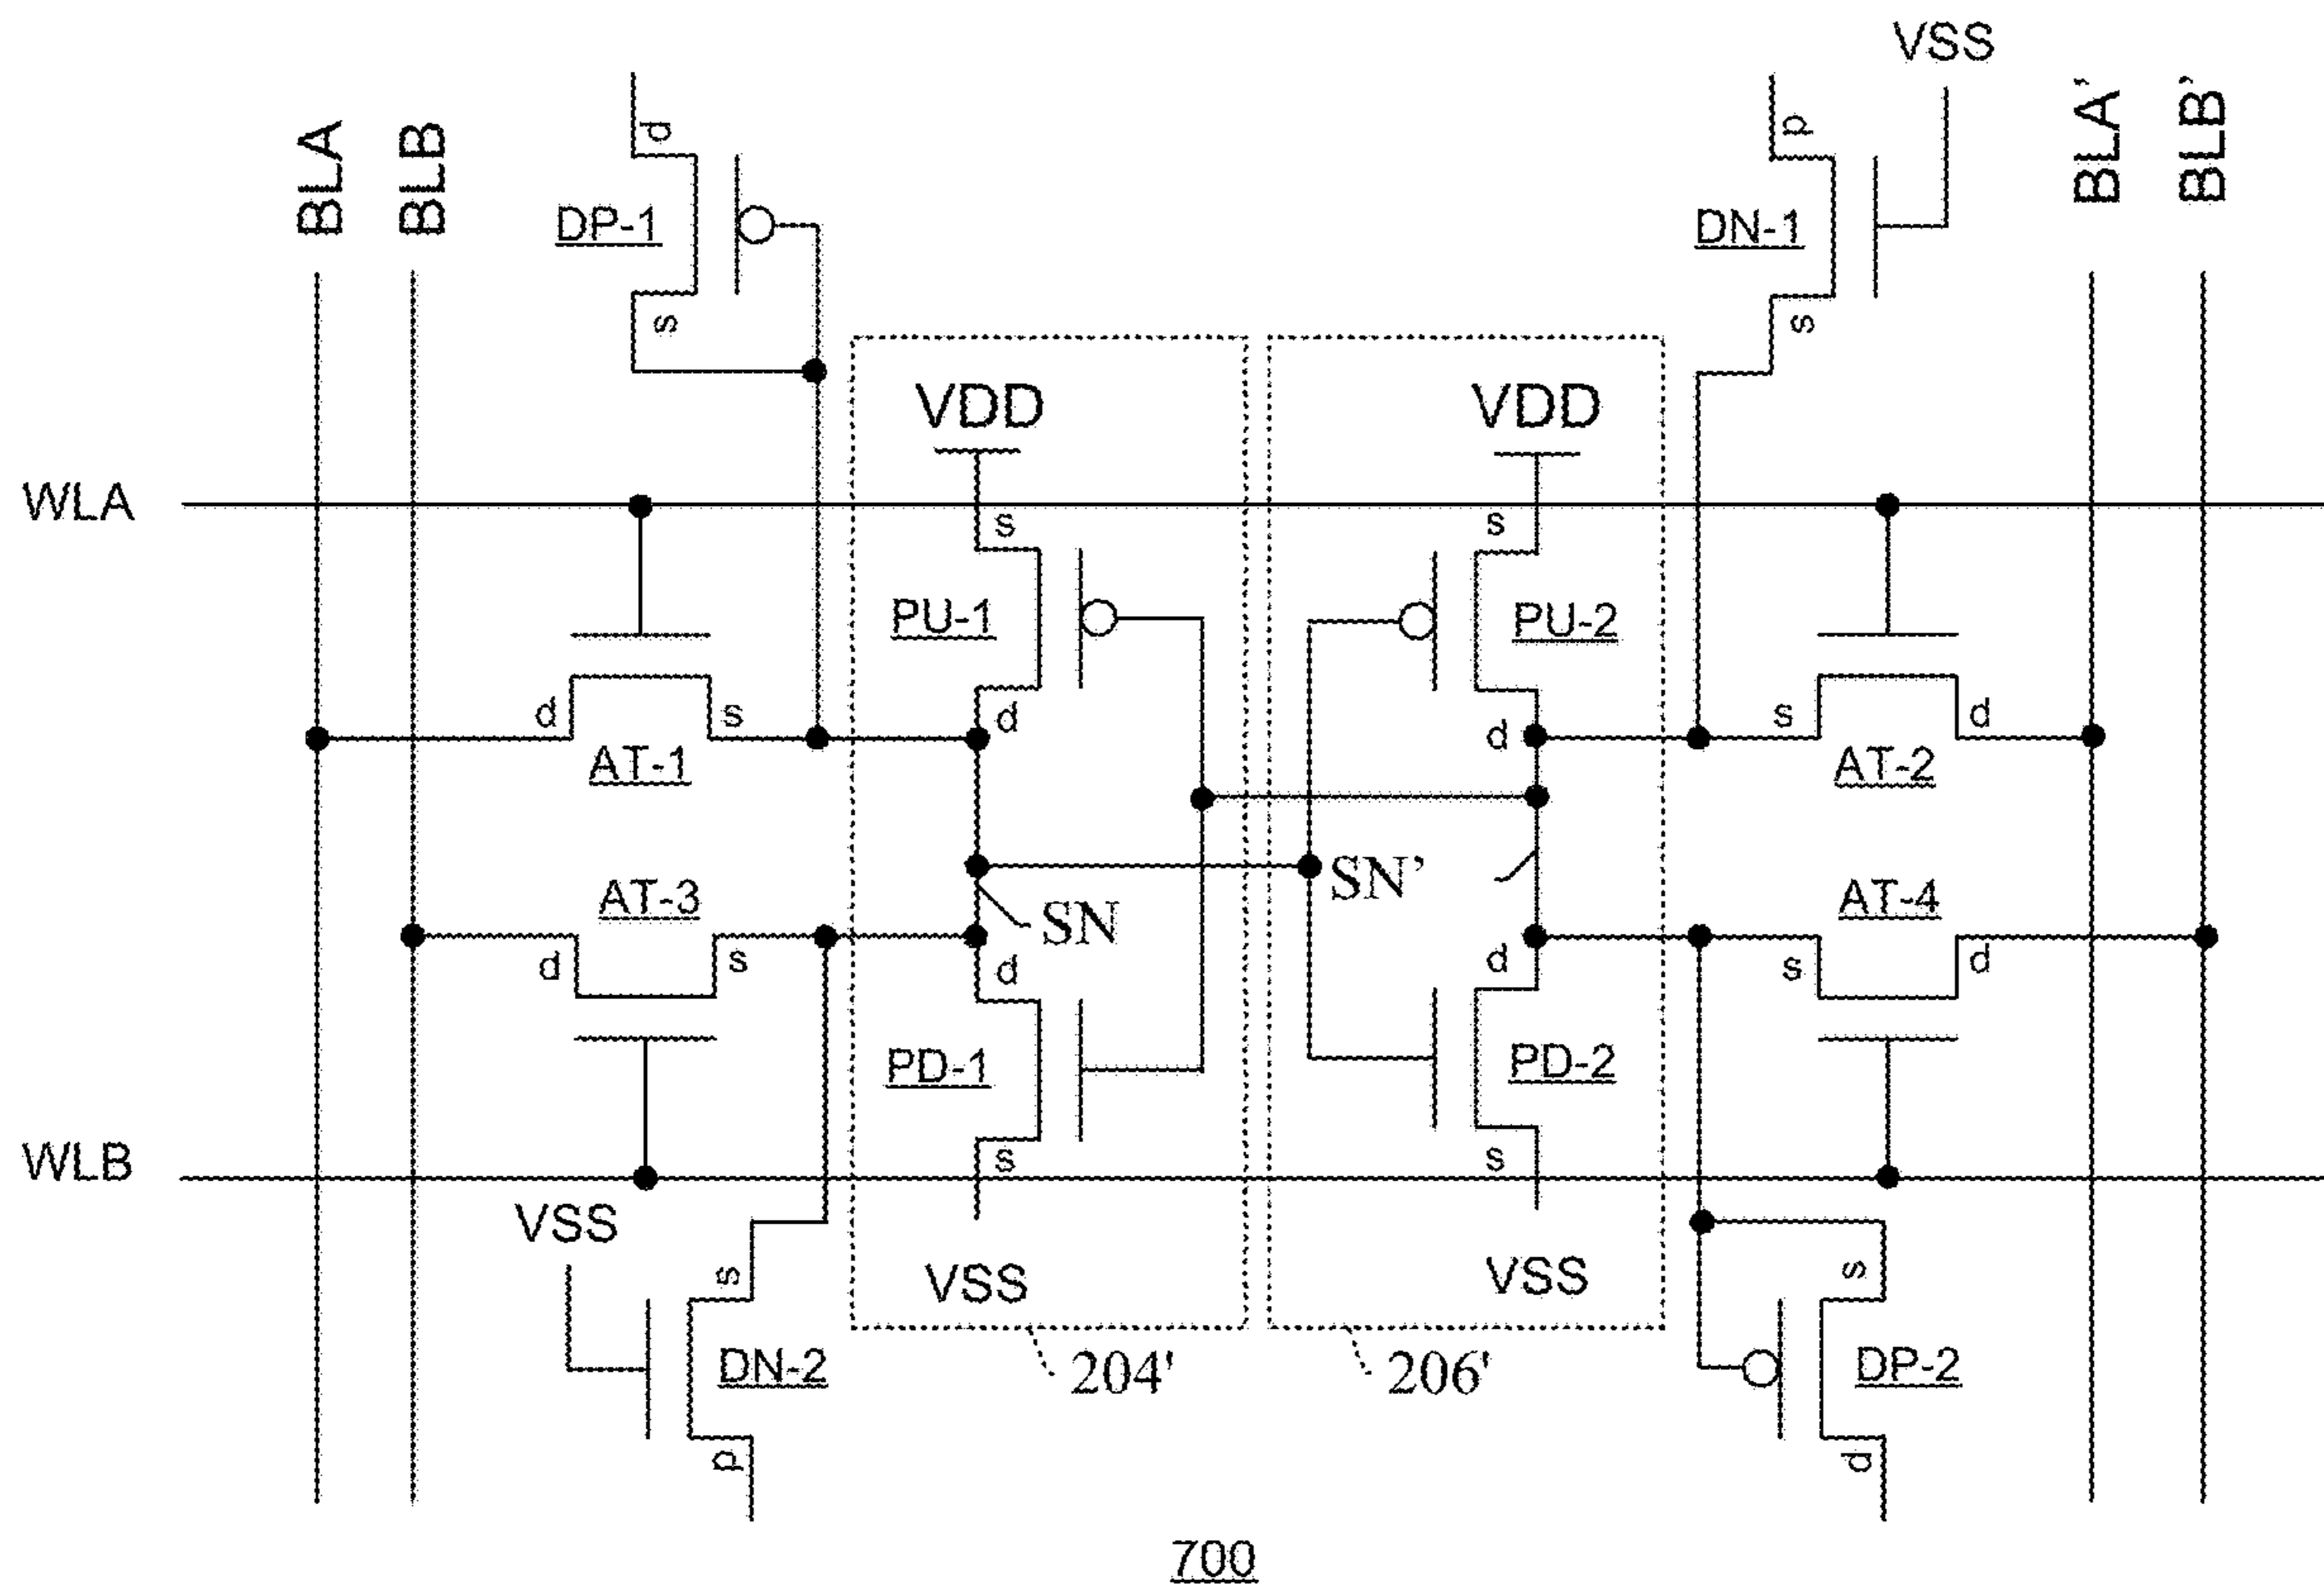 VSS
BLA
BLB
BLA'
BLB'
d
d
DP-1
DN-1
s
s
VDD
VDD
WLA
s
s
PU-1
PU-2
d
s
d
d
s
d
AT-1
AT-2
SN'
AT-3
SN
AT-4
d
s
d
d
s
d
PD-1
PD-2
WLB
s
s
VSS
VSS
VSS
s
s
DN-2
204'
206'
DP-2
d
d
700